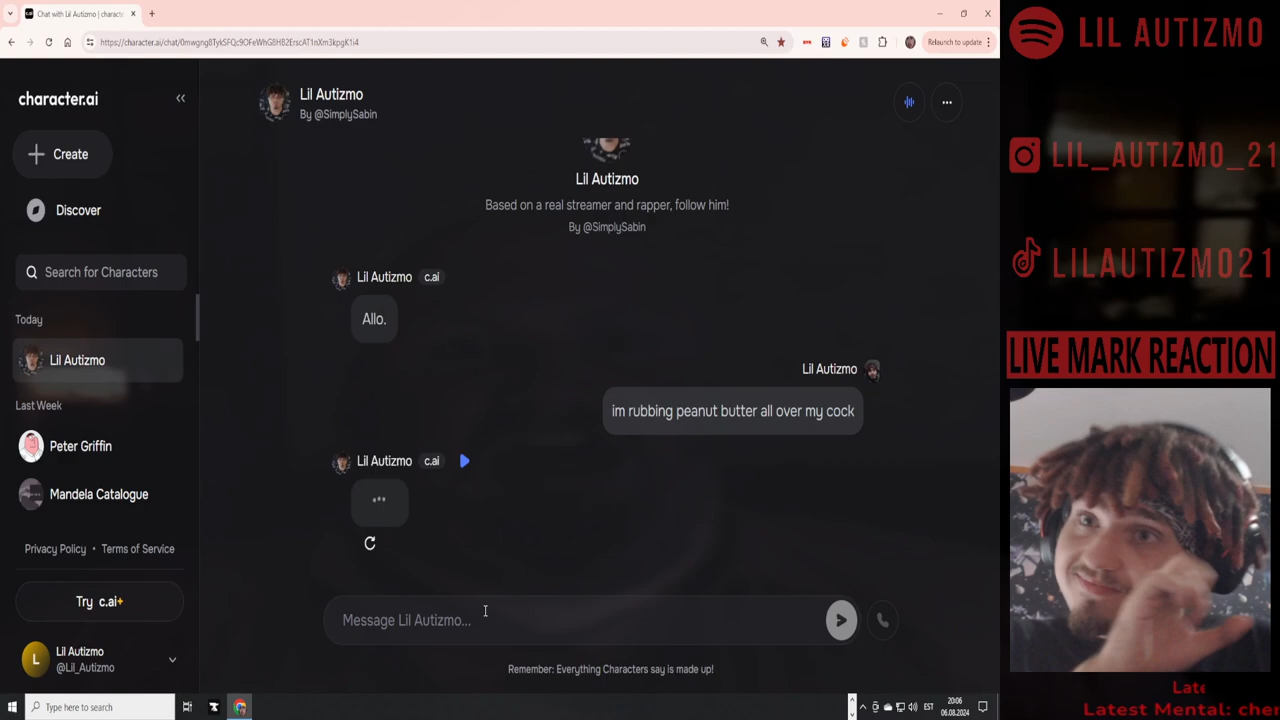 Chat with Lil Autizmo | characte
https://character.ai/chat/0mwgng8TykSFQc9OFeWhG8HB2ErscAT1nXm3kpgK1i4
Relaunch to update
character.ai
Create
Discover
Search for Characters
Today
Lil Autizmo
Last Week
Peter Griffin
Mandela Catalogue
Privacy Policy • Terms of Service
Try c.ai+
L
Lil Autizmo
@Lil_Autizmo
Lil Autizmo
By @SimplySabin
Lil Autizmo
Based on a real streamer and rapper, follow him!
By @SimplySabin
Lil Autizmo c.ai
Allo.
Lil Autizmo
im rubbing peanut butter all over my cock
Lil Autizmo c.ai
Message Lil Autizmo...
Remember: Everything Characters say is made up!
LIL AUTIZMO
LIL_AUTIZMO_21
LILAUTIZMO21
LIVE MARK REACTION
Late
Latest Mental: cher
Type here to search
EST
20:06
06.08.2024